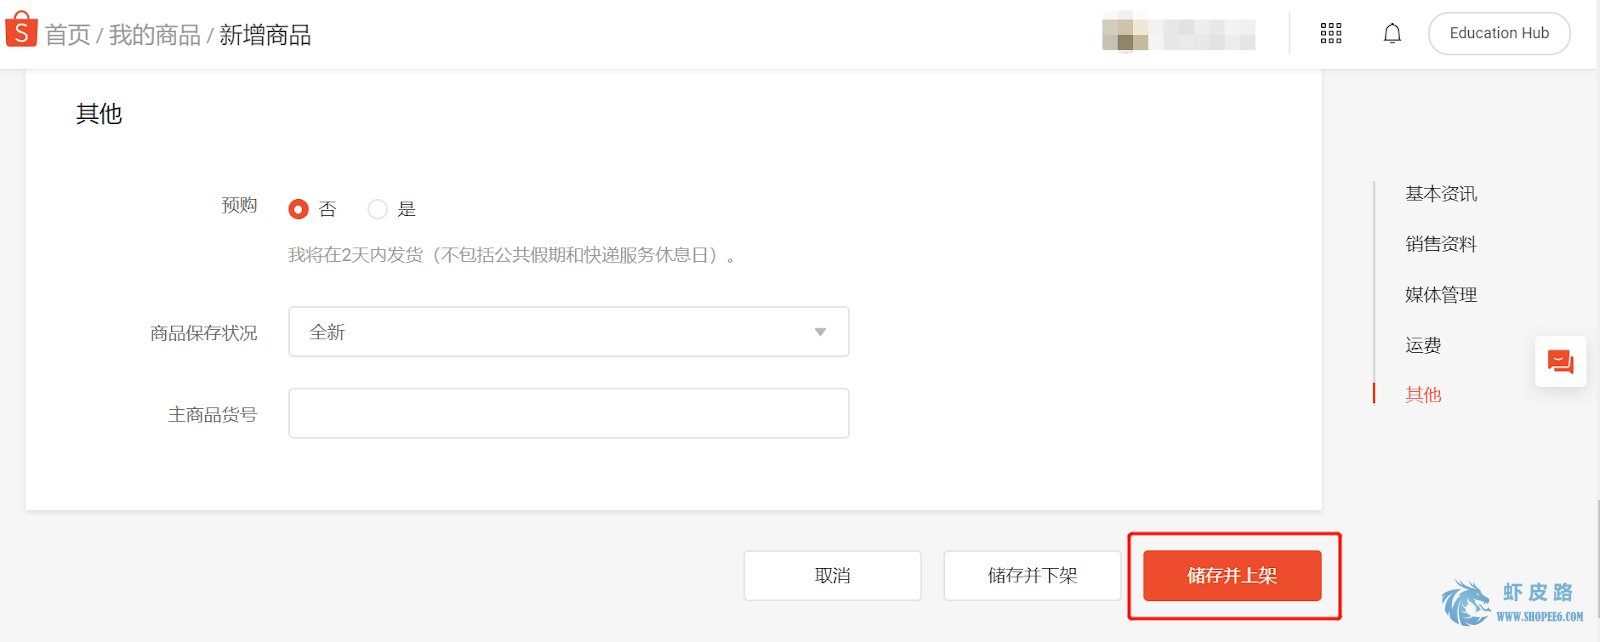 首页 / 我的商品 / 新增商品
Education Hub
其他
预购
否
是
我将在2天内发货（不包括公共假期和快递服务休息日）。
商品保存状况
全新
主商品货号
基本资讯
销售资料
媒体管理
运费
其他
取消
储存并下架
储存并上架
虾皮路
WWW.SHOPEE6.COM